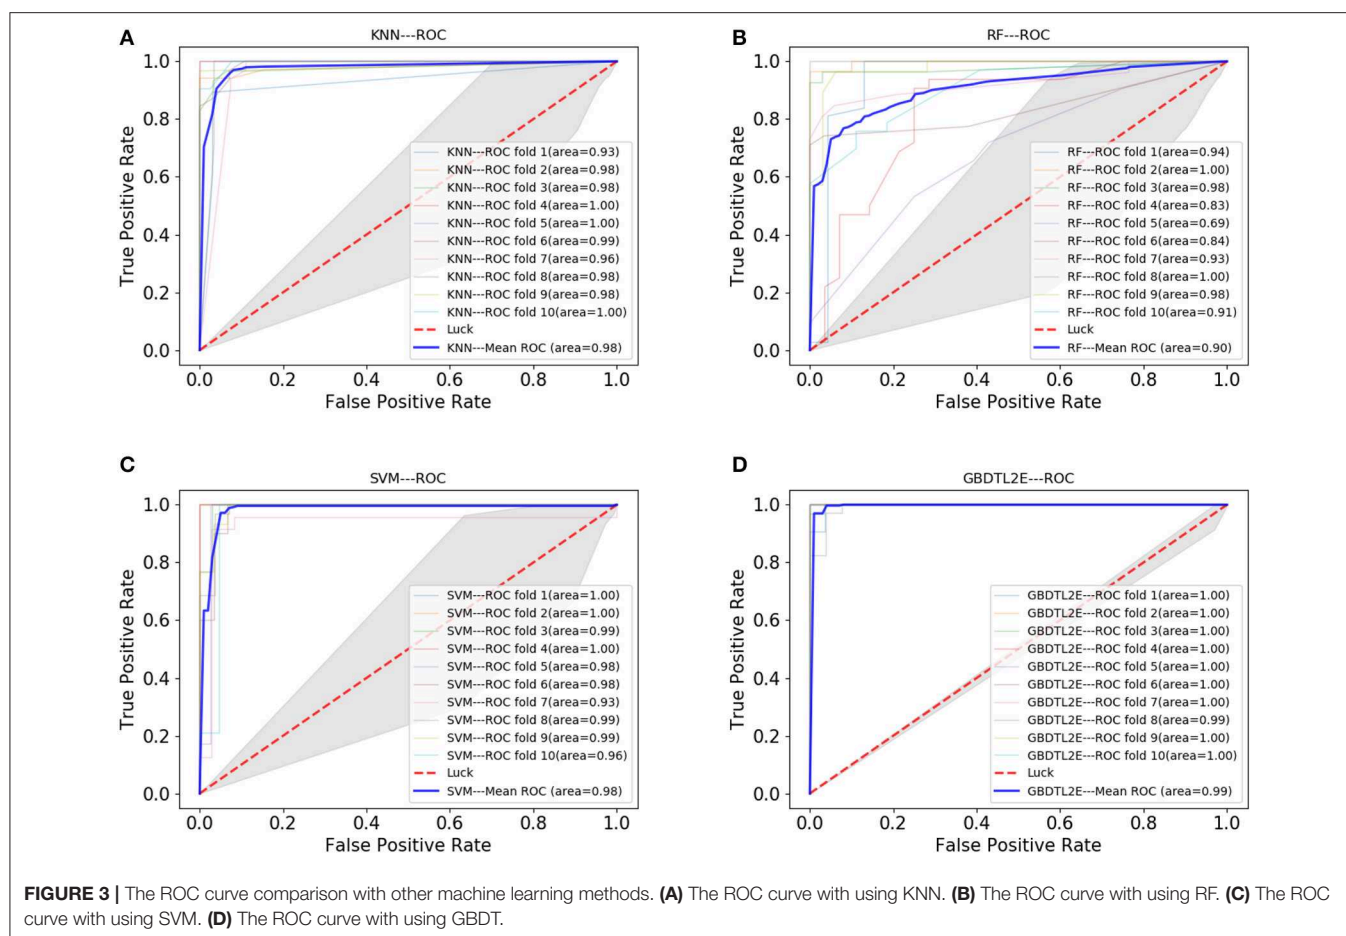 A
KNN---ROC
1.0
0.8
0.6
0.4
0.2
0.0
True Positive Rate
KNN---ROC fold 1(area=0.93)
KNN---ROC fold 2(area=0.98)
KNN---ROC fold 3(area=0.98)
KNN---ROC fold 4(area=1.00)
KNN---ROC fold 5(area=1.00)
KNN---ROC fold 6(area=0.99)
KNN---ROC fold 7(area=0.96)
KNN---ROC fold 8(area=0.98)
KNN---ROC fold 9(area=0.98)
KNN---ROC fold 10(area=1.00)
Luck
KNN---Mean ROC (area=0.98)
0.0 0.2 0.4 0.6 0.8 1.0
False Positive Rate
B
RF---ROC
1.0
0.8
0.6
0.4
0.2
0.0
True Positive Rate
RF---ROC fold 1(area=0.94)
RF---ROC fold 2(area=1.00)
RF---ROC fold 3(area=0.98)
RF---ROC fold 4(area=0.83)
RF---ROC fold 5(area=0.69)
RF---ROC fold 6(area=0.84)
RF---ROC fold 7(area=0.93)
RF---ROC fold 8(area=1.00)
RF---ROC fold 9(area=0.98)
RF---ROC fold 10(area=0.91)
Luck
RF---Mean ROC (area=0.90)
0.0 0.2 0.4 0.6 0.8 1.0
False Positive Rate
C
SVM---ROC
1.0
0.8
0.6
0.4
0.2
0.0
True Positive Rate
SVM---ROC fold 1(area=1.00)
SVM---ROC fold 2(area=1.00)
SVM---ROC fold 3(area=0.99)
SVM---ROC fold 4(area=1.00)
SVM---ROC fold 5(area=0.98)
SVM---ROC fold 6(area=0.98)
SVM---ROC fold 7(area=0.93)
SVM---ROC fold 8(area=0.99)
SVM---ROC fold 9(area=0.99)
SVM---ROC fold 10(area=0.96)
Luck
SVM---Mean ROC (area=0.98)
0.0 0.2 0.4 0.6 0.8 1.0
False Positive Rate
D
GBDTL2E---ROC
1.0
0.8
0.6
0.4
0.2
0.0
True Positive Rate
GBDTL2E---ROC fold 1(area=1.00)
GBDTL2E---ROC fold 2(area=1.00)
GBDTL2E---ROC fold 3(area=1.00)
GBDTL2E---ROC fold 4(area=1.00)
GBDTL2E---ROC fold 5(area=1.00)
GBDTL2E---ROC fold 6(area=1.00)
GBDTL2E---ROC fold 7(area=1.00)
GBDTL2E---ROC fold 8(area=0.99)
GBDTL2E---ROC fold 9(area=1.00)
GBDTL2E---ROC fold 10(area=1.00)
Luck
GBDTL2E---Mean ROC (area=0.99)
0.0 0.2 0.4 0.6 0.8 1.0
False Positive Rate
FIGURE 3 | The ROC curve comparison with other machine learning methods. (A) The ROC curve with using KNN. (B) The ROC curve with using RF. (C) The ROC
curve with using SVM. (D) The ROC curve with using GBDT.